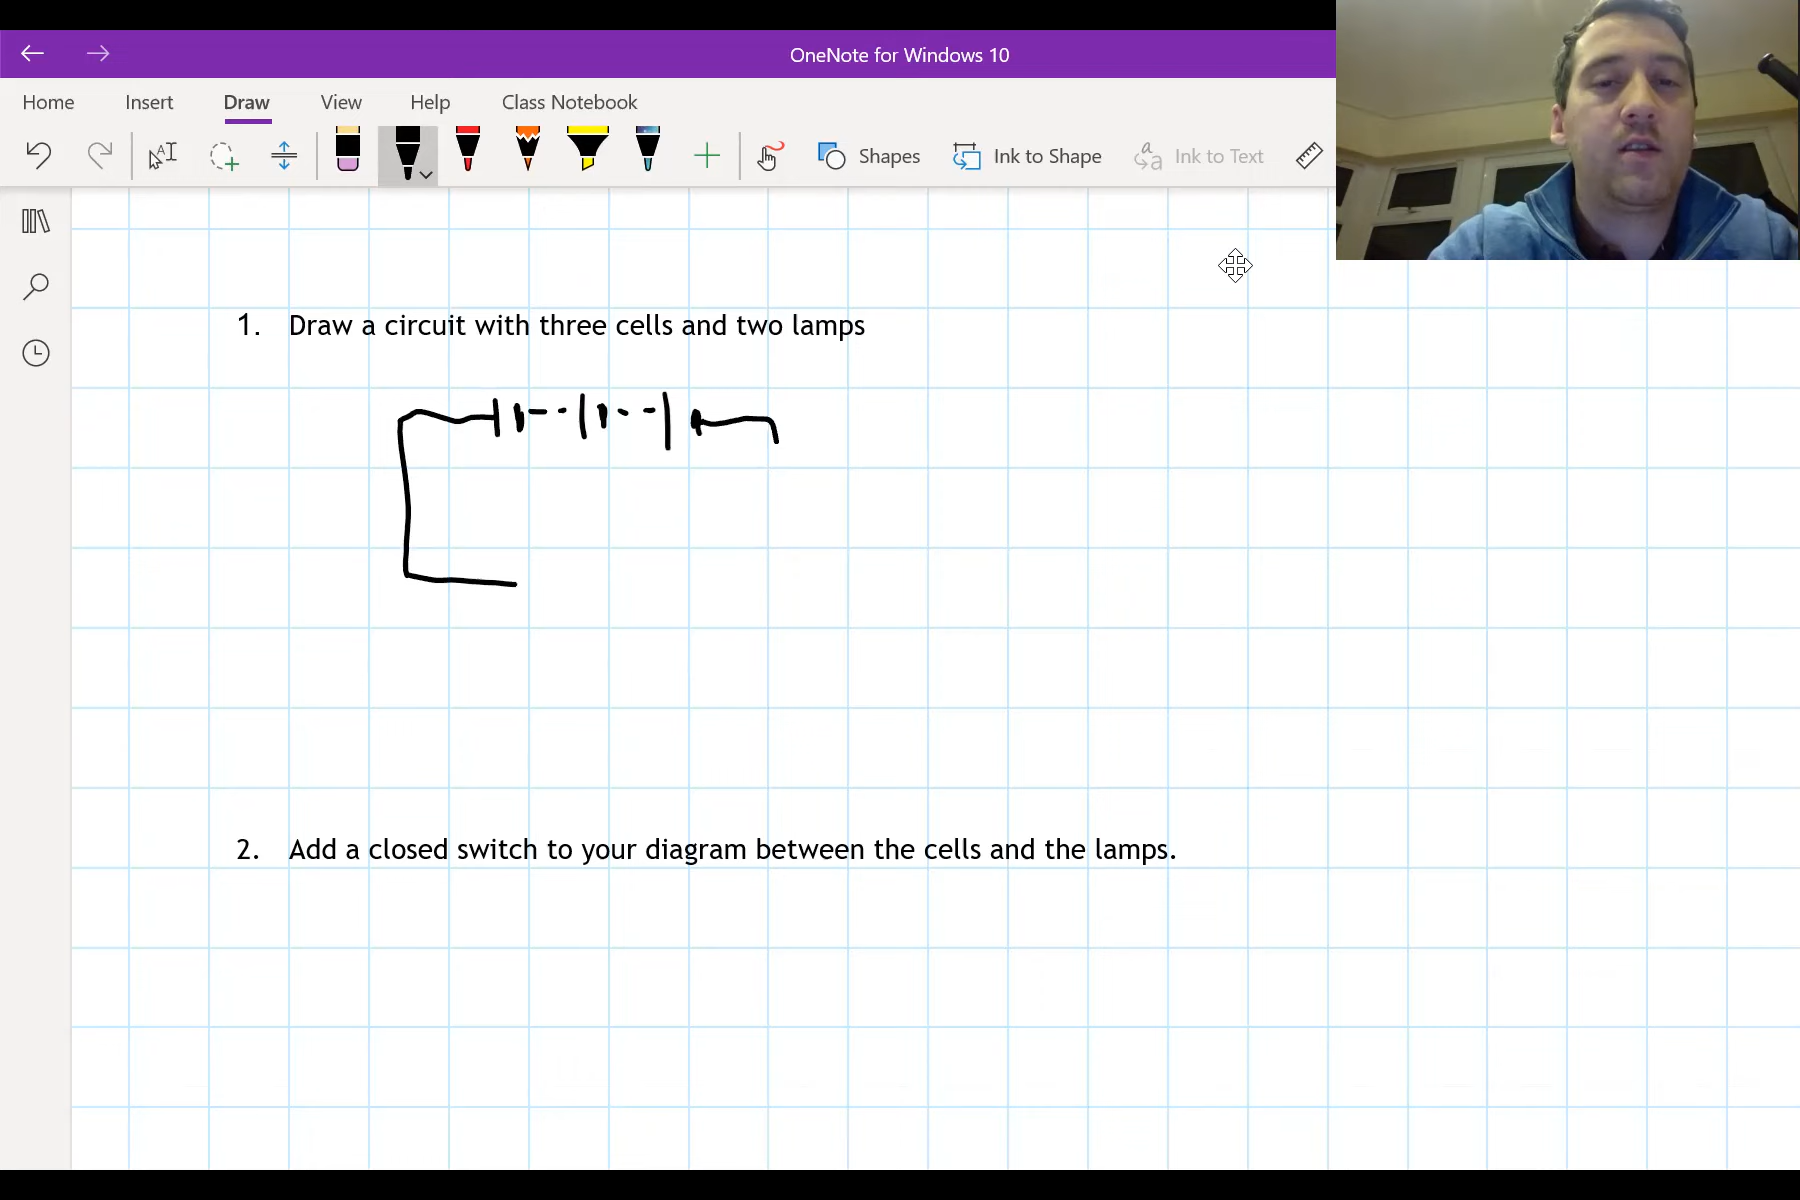 OneNote for Windows 10
Home Insert Draw View Help Class Notebook
Shapes Ink to Shape Ink to Text
1. Draw a circuit with three cells and two lamps
2. Add a closed switch to your diagram between the cells and the lamps.